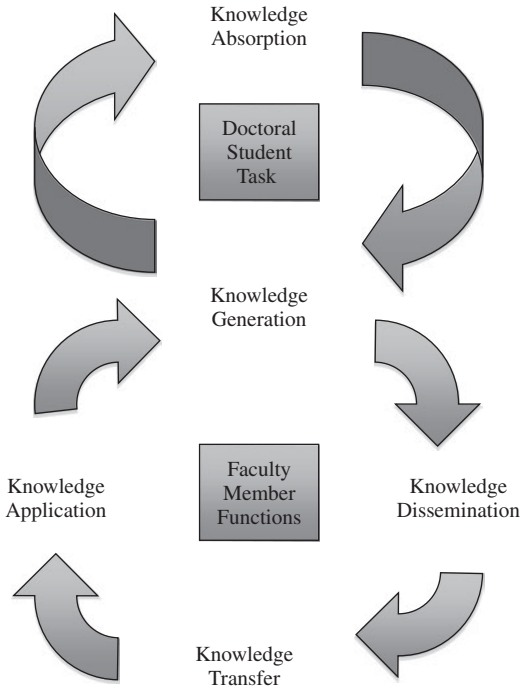 Knowledge
Absorption
Doctoral
Student
Task
Knowledge
Generation
Faculty
Member
Functions
Knowledge
Application
Knowledge
Dissemination
Knowledge
Transfer